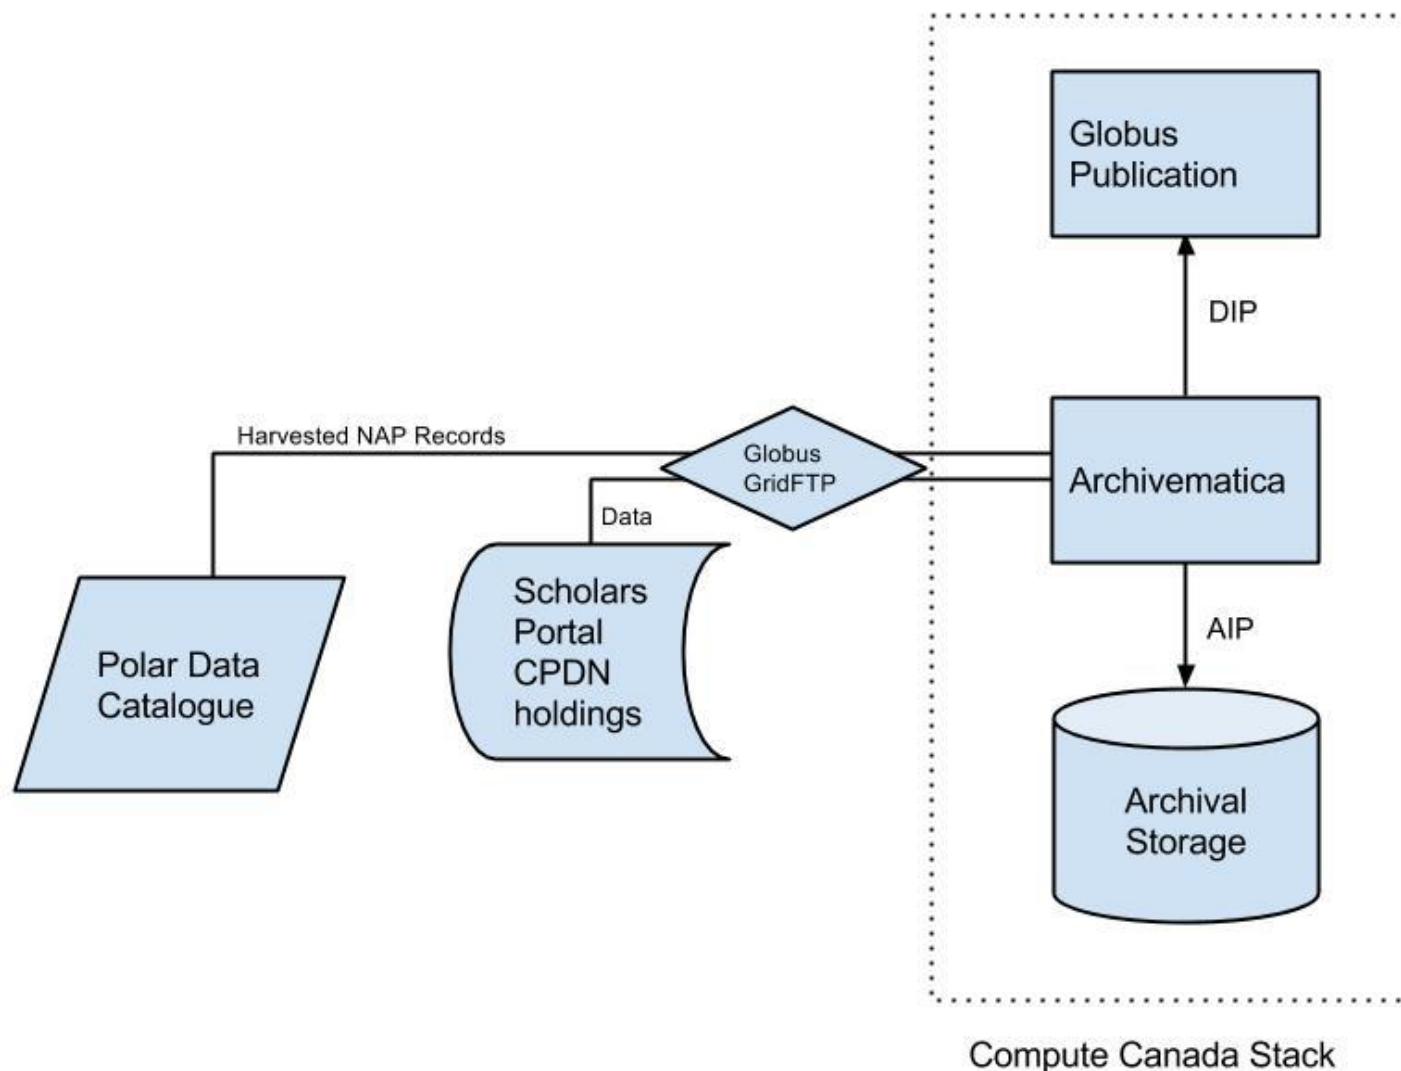 Globus
Publication
DIP
Harvested NAP Records
Globus
GridFTP
Archivematica
Data
Scholars
Portal
CPDN
holdings
AIP
Polar Data
Catalogue
Archival
Storage
Compute Canada Stack